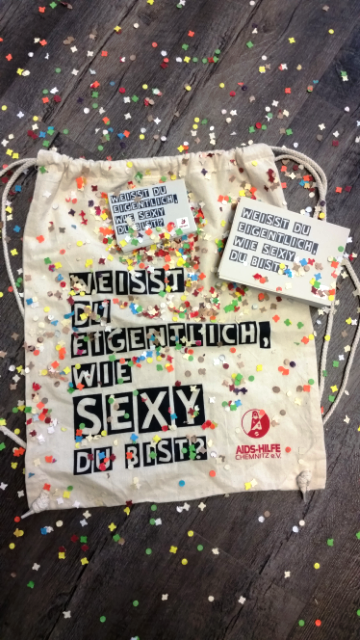 WEISST DU
EIGENTLICH,
WIE SEXY
DU BIST?
WEISST DU
EIGENTLICH,
WIE SEXY
DU BIST
WEISST
DU
EIGENTLICH,
WIE
SEXY
DU BIST?
AIDS-HILFE
CHEMNITZ e.V.